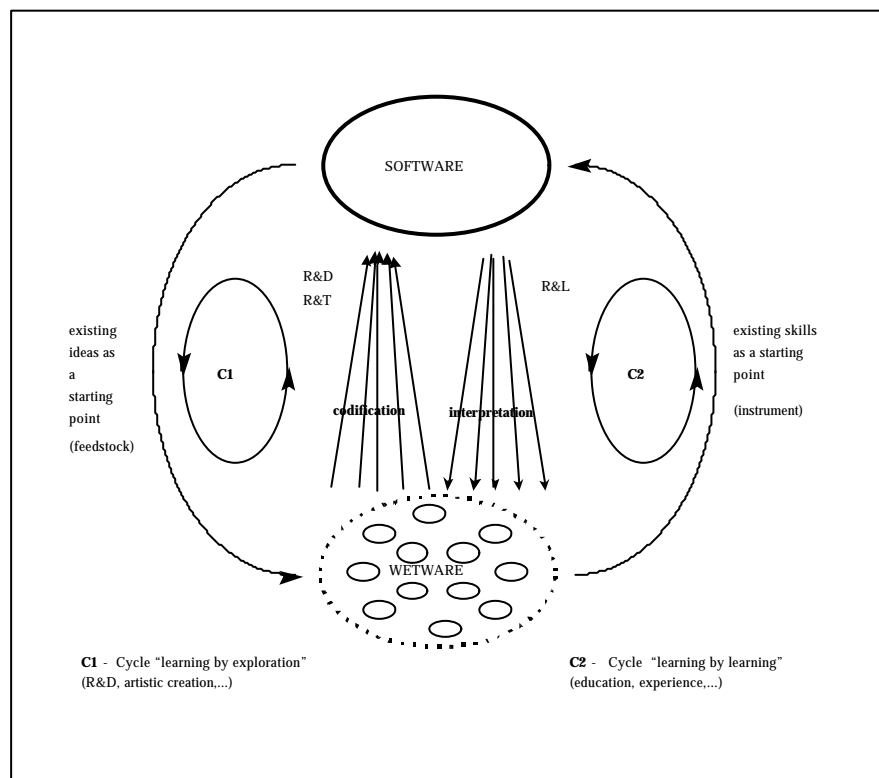 SOFTWARE
R&D
R&T
R&L
existing
ideas as
a
starting
point
(feedstock)
C1
codification
interpretation
C2
existing skills
as a starting
point
(instrument)
WETWARE
C1 - Cycle “learning by exploration”
(R&D, artistic creation,...)
C2 - Cycle “learning by learning”
(education, experience,...)